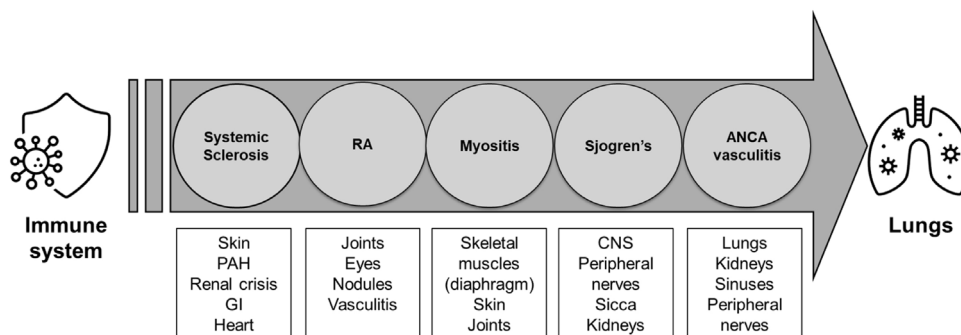 Systemic
Sclerosis
RA
Myositis
Sjogren's
ANCA
vasculitis
Immune
system
Lungs
Skin
PAH
Renal crisis
GI
Heart
Joints
Eyes
Nodules
Vasculitis
Skeletal
muscles
(diaphragm)
Skin
Joints
CNS
Peripheral
nerves
Sicca
Kidneys
Lungs
Kidneys
Sinuses
Peripheral
nerves